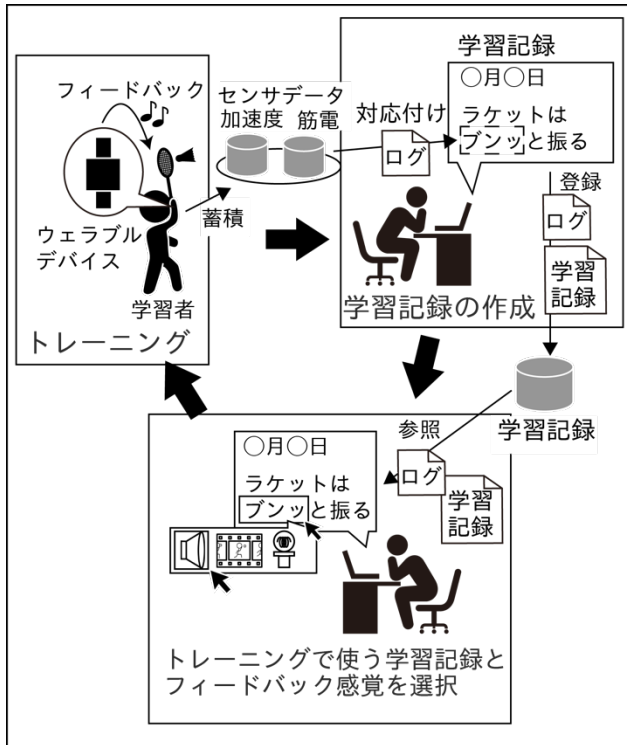 フィードバック
ウェラブル
デバイス
学習者
トレーニング
センサデータ
加速度 筋電
蓄積
対応付け
ログ
学習記録
○月○日
ラケットは
ブンッと振る
学習記録の作成
登録
ログ
学習
記録
学習記録
参照
ログ
学習
記録
○月○日
ラケットは
ブンッと振る
トレーニングで使う学習記録と
フィードバック感覚を選択